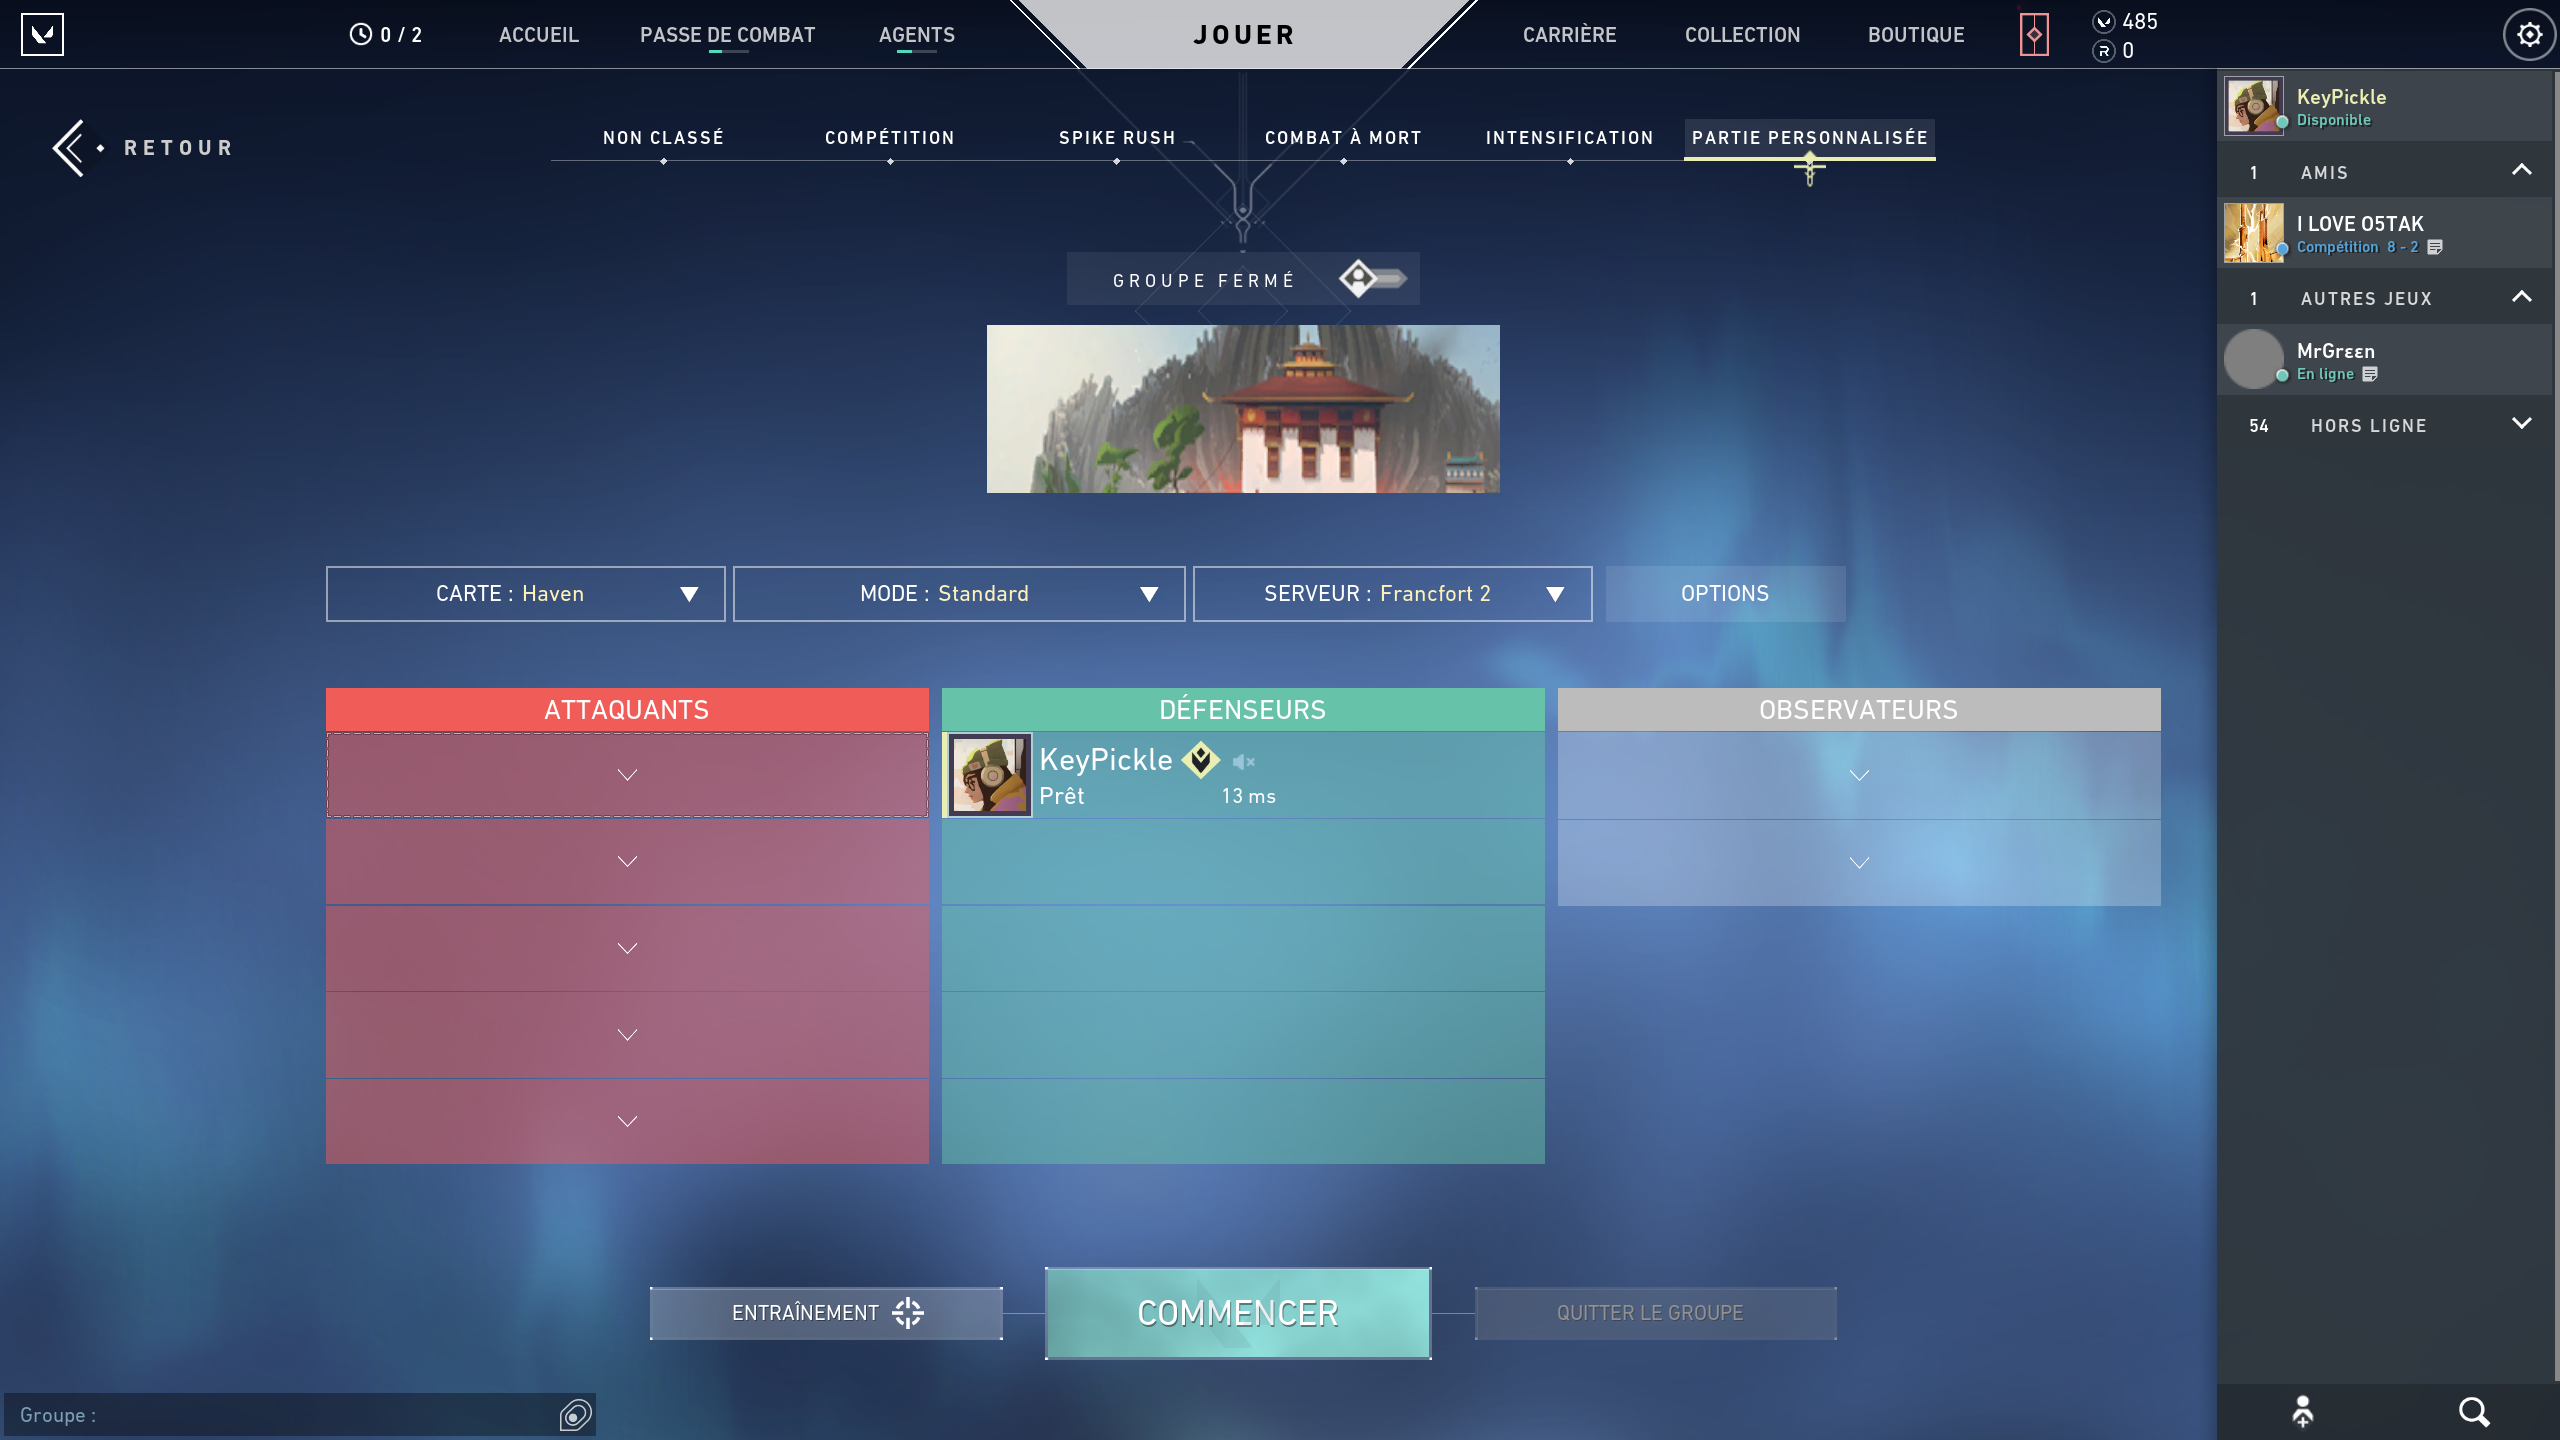 0 / 2
ACCUEIL
PASSE DE COMBAT
AGENTS
JOUER
CARRIÈRE
COLLECTION
BOUTIQUE
485
R 0
RETOUR
NON CLASSÉ
COMPÉTITION
SPIKE RUSH
COMBAT À MORT
INTENSIFICATION
PARTIE PERSONNALISÉE
GROUPE FERMÉ
CARTE : Haven
MODE : Standard
SERVEUR : Francfort 2
OPTIONS
ATTAQUANTS
DÉFENSEURS
OBSERVATEURS
KeyPickle
Prêt
13 ms
ENTRAÎNEMENT
COMMENCER
QUITTER LE GROUPE
Groupe :
KeyPickle
Disponible
1 AMIS
I LOVE O5TAK
Compétition 8 - 2
1 AUTRES JEUX
MrGrεεn
En ligne
54 HORS LIGNE